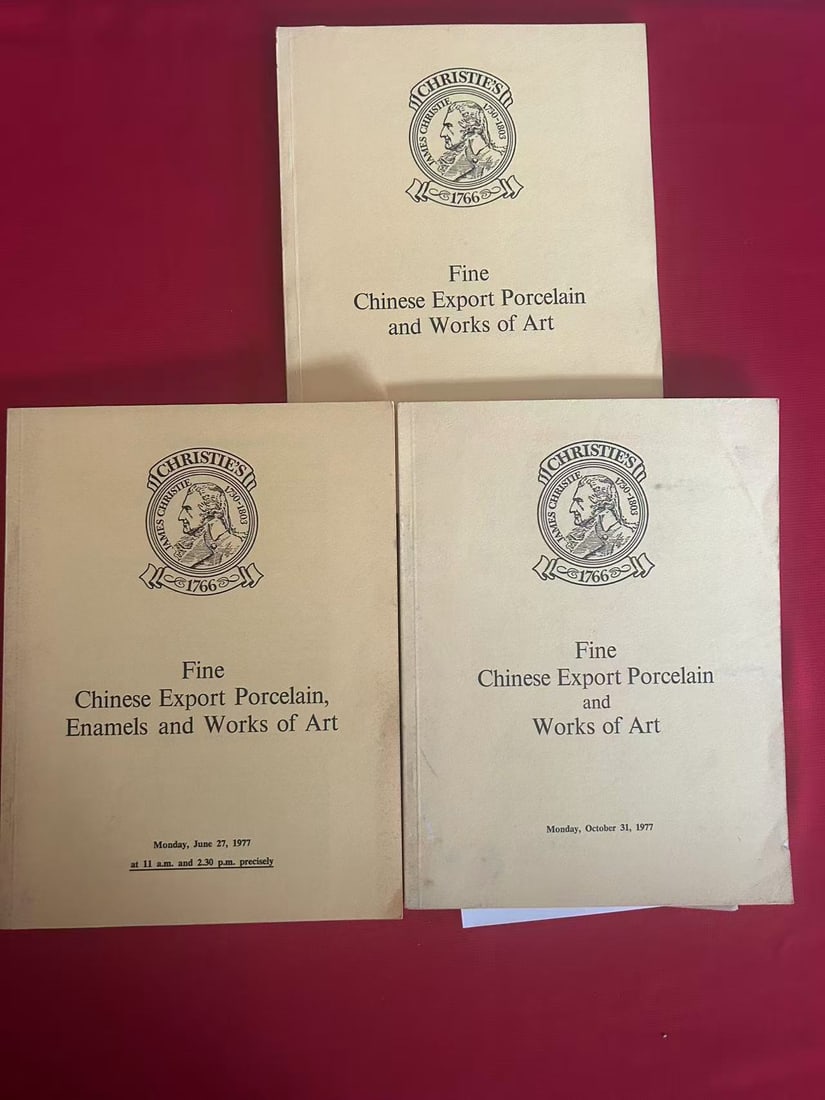 CHRISTIE'S
JAMES CHRISTIE 1730-1803
1766
Fine
Chinese Export Porcelain
and Works of Art
CHRISTIE'S
JAMES CHRISTIE 1730-1803
1766
Fine
Chinese Export Porcelain,
Enamels and Works of Art
Monday, June 27, 1977
at 11 a.m. and 2.30 p.m. precisely
CHRISTIE'S
JAMES CHRISTIE 1730-1803
1766
Fine
Chinese Export Porcelain
and
Works of Art
Monday, October 31, 1977